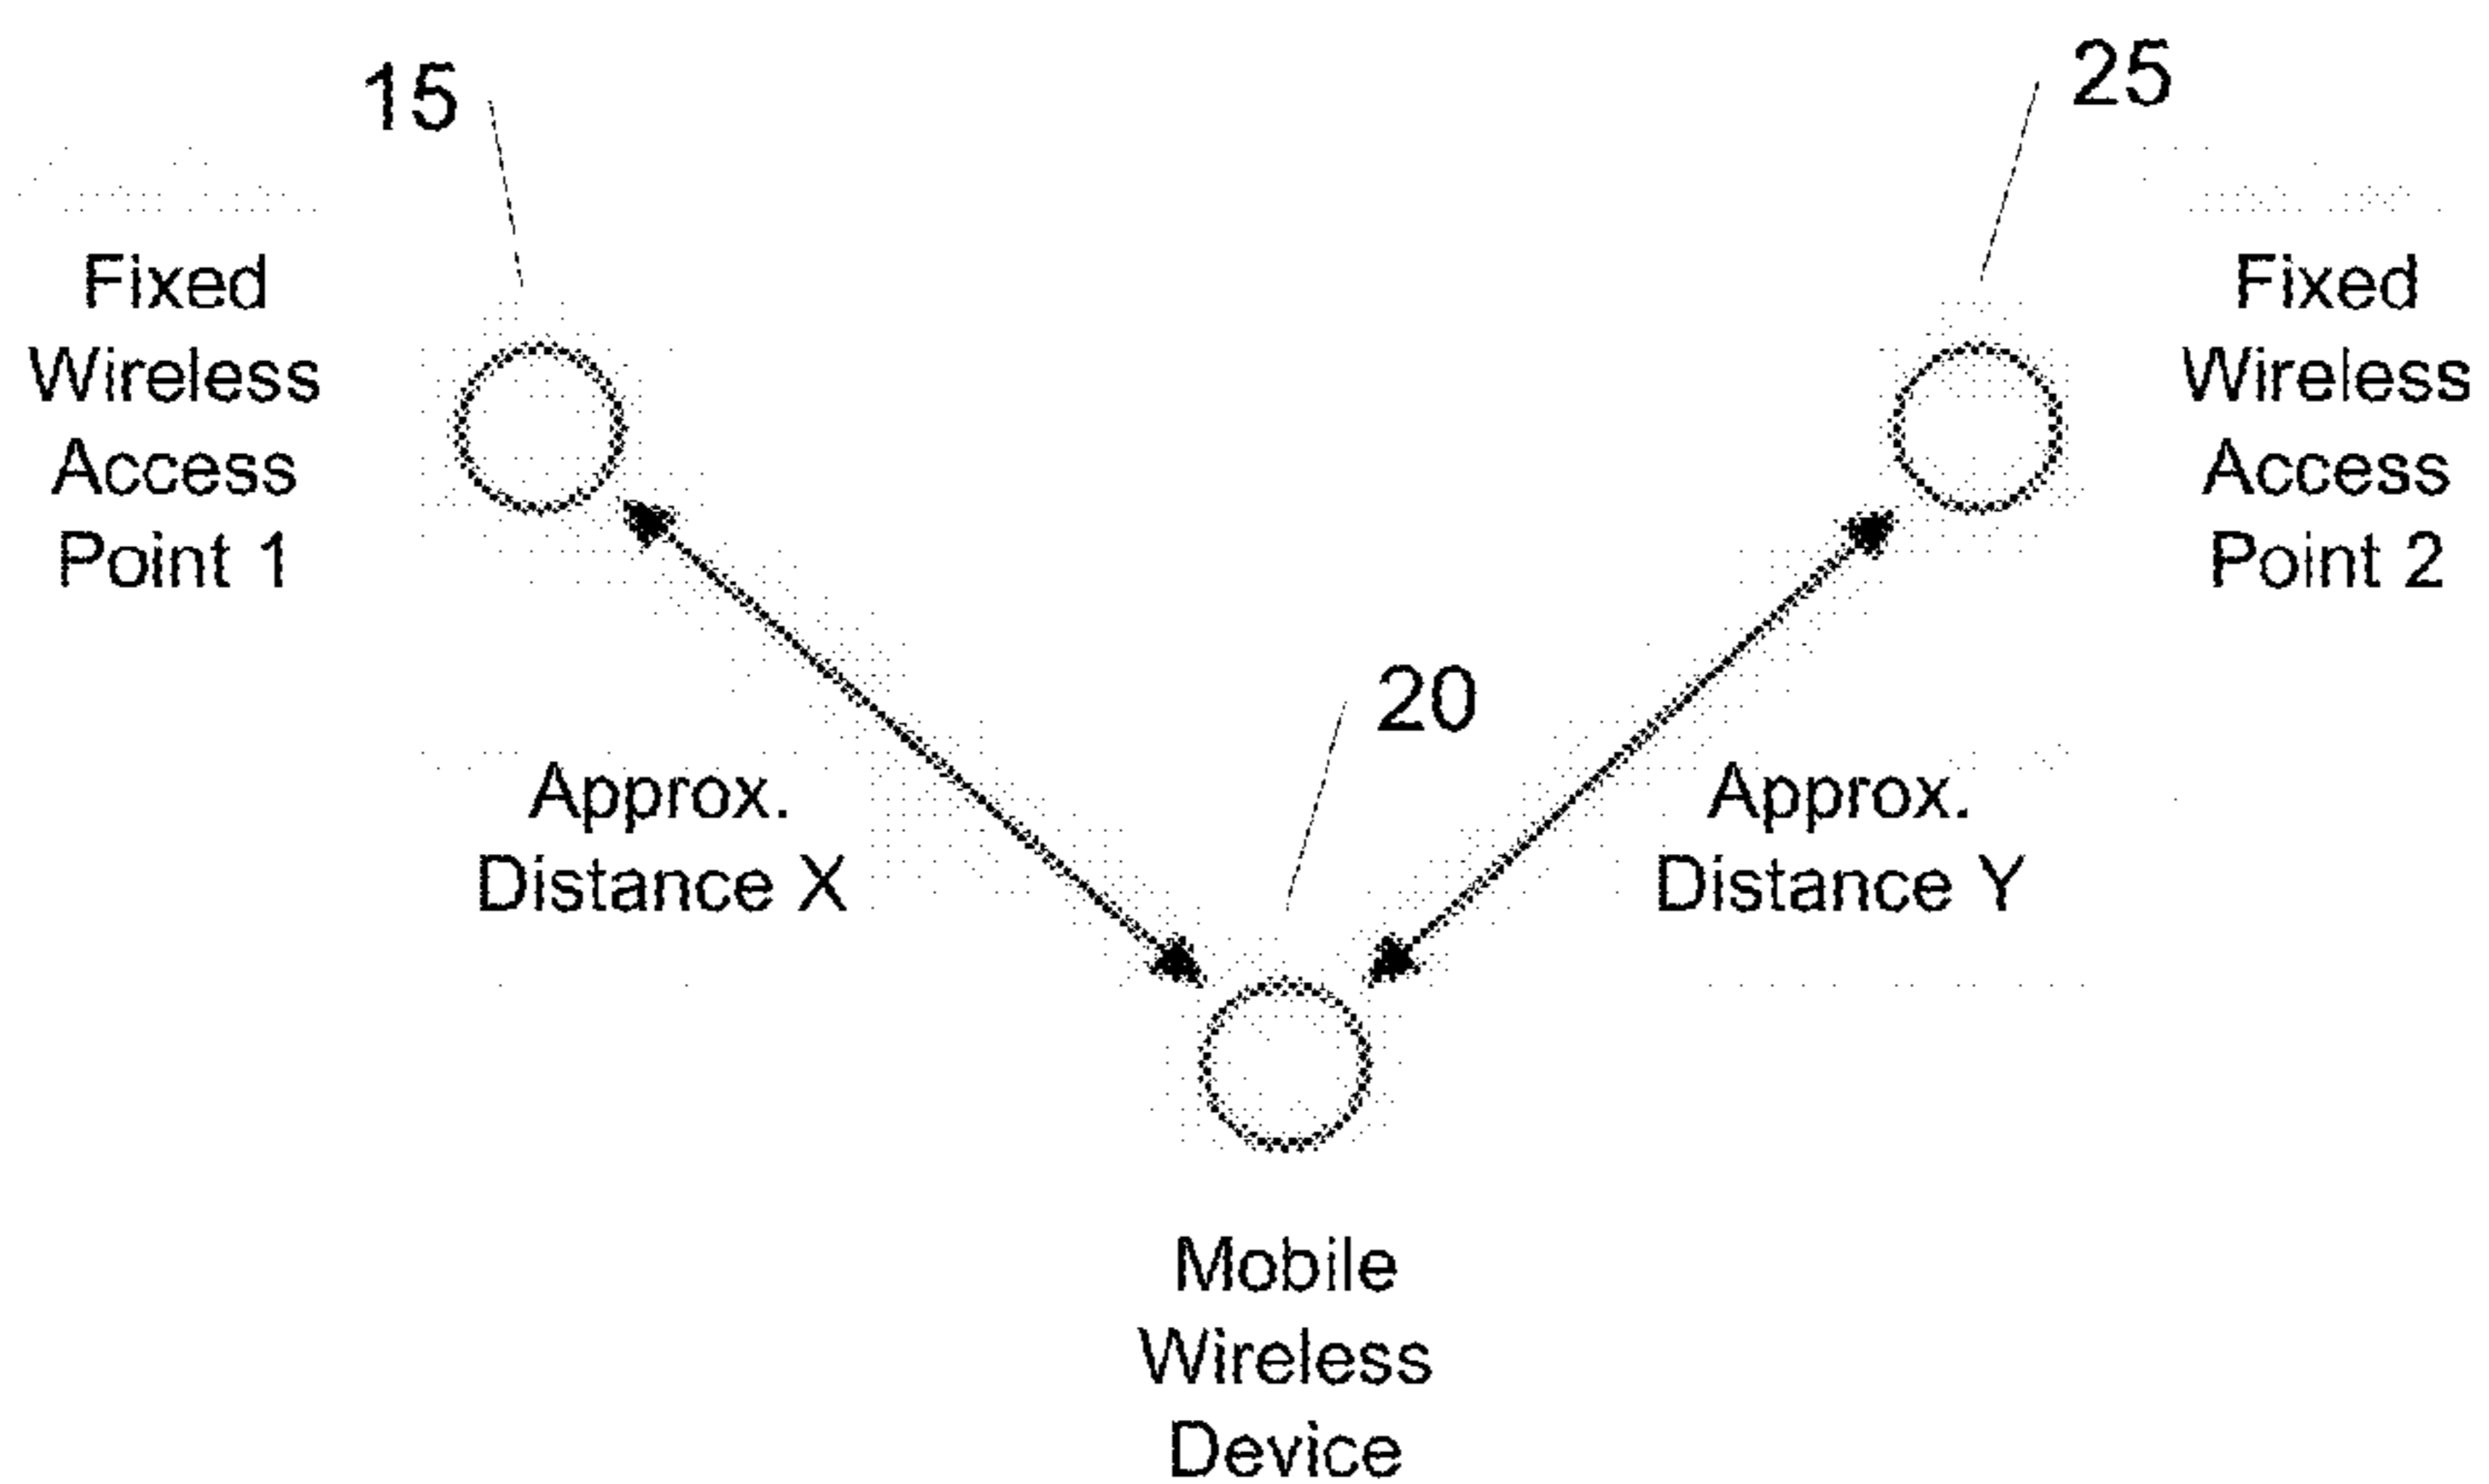 15
25
Fixed
Wireless
Access
Point 1
Fixed
Wireless
Access
Point 2
20
Approx.
Distance X
Approx.
Distance Y
Mobile
Wireless
Device